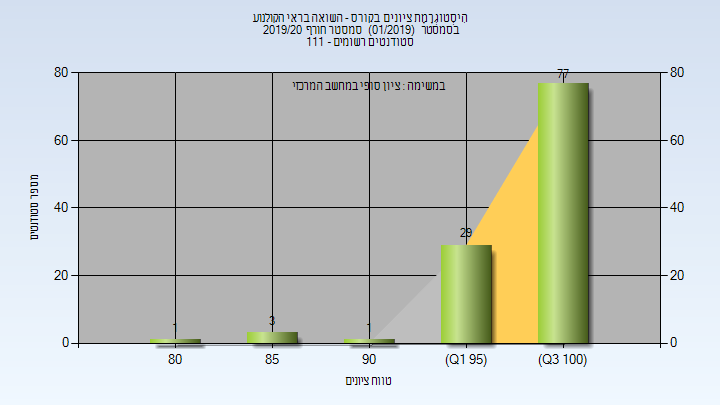 היסטוגרמת ציונים בקורס - השואה בראי הקולנוע
בסמסטר (01/2019) סמסטר חורף 2019/20
סטודנטים רשומים - 111
במשימה : ציון סופי במחשב המרכזי
80 80
60 60
40 40
20 20
0 0
מספר סטודנטים
1 3 1 29 77
80 85 90 (Q1 95) (Q3 100)
טווח ציונים